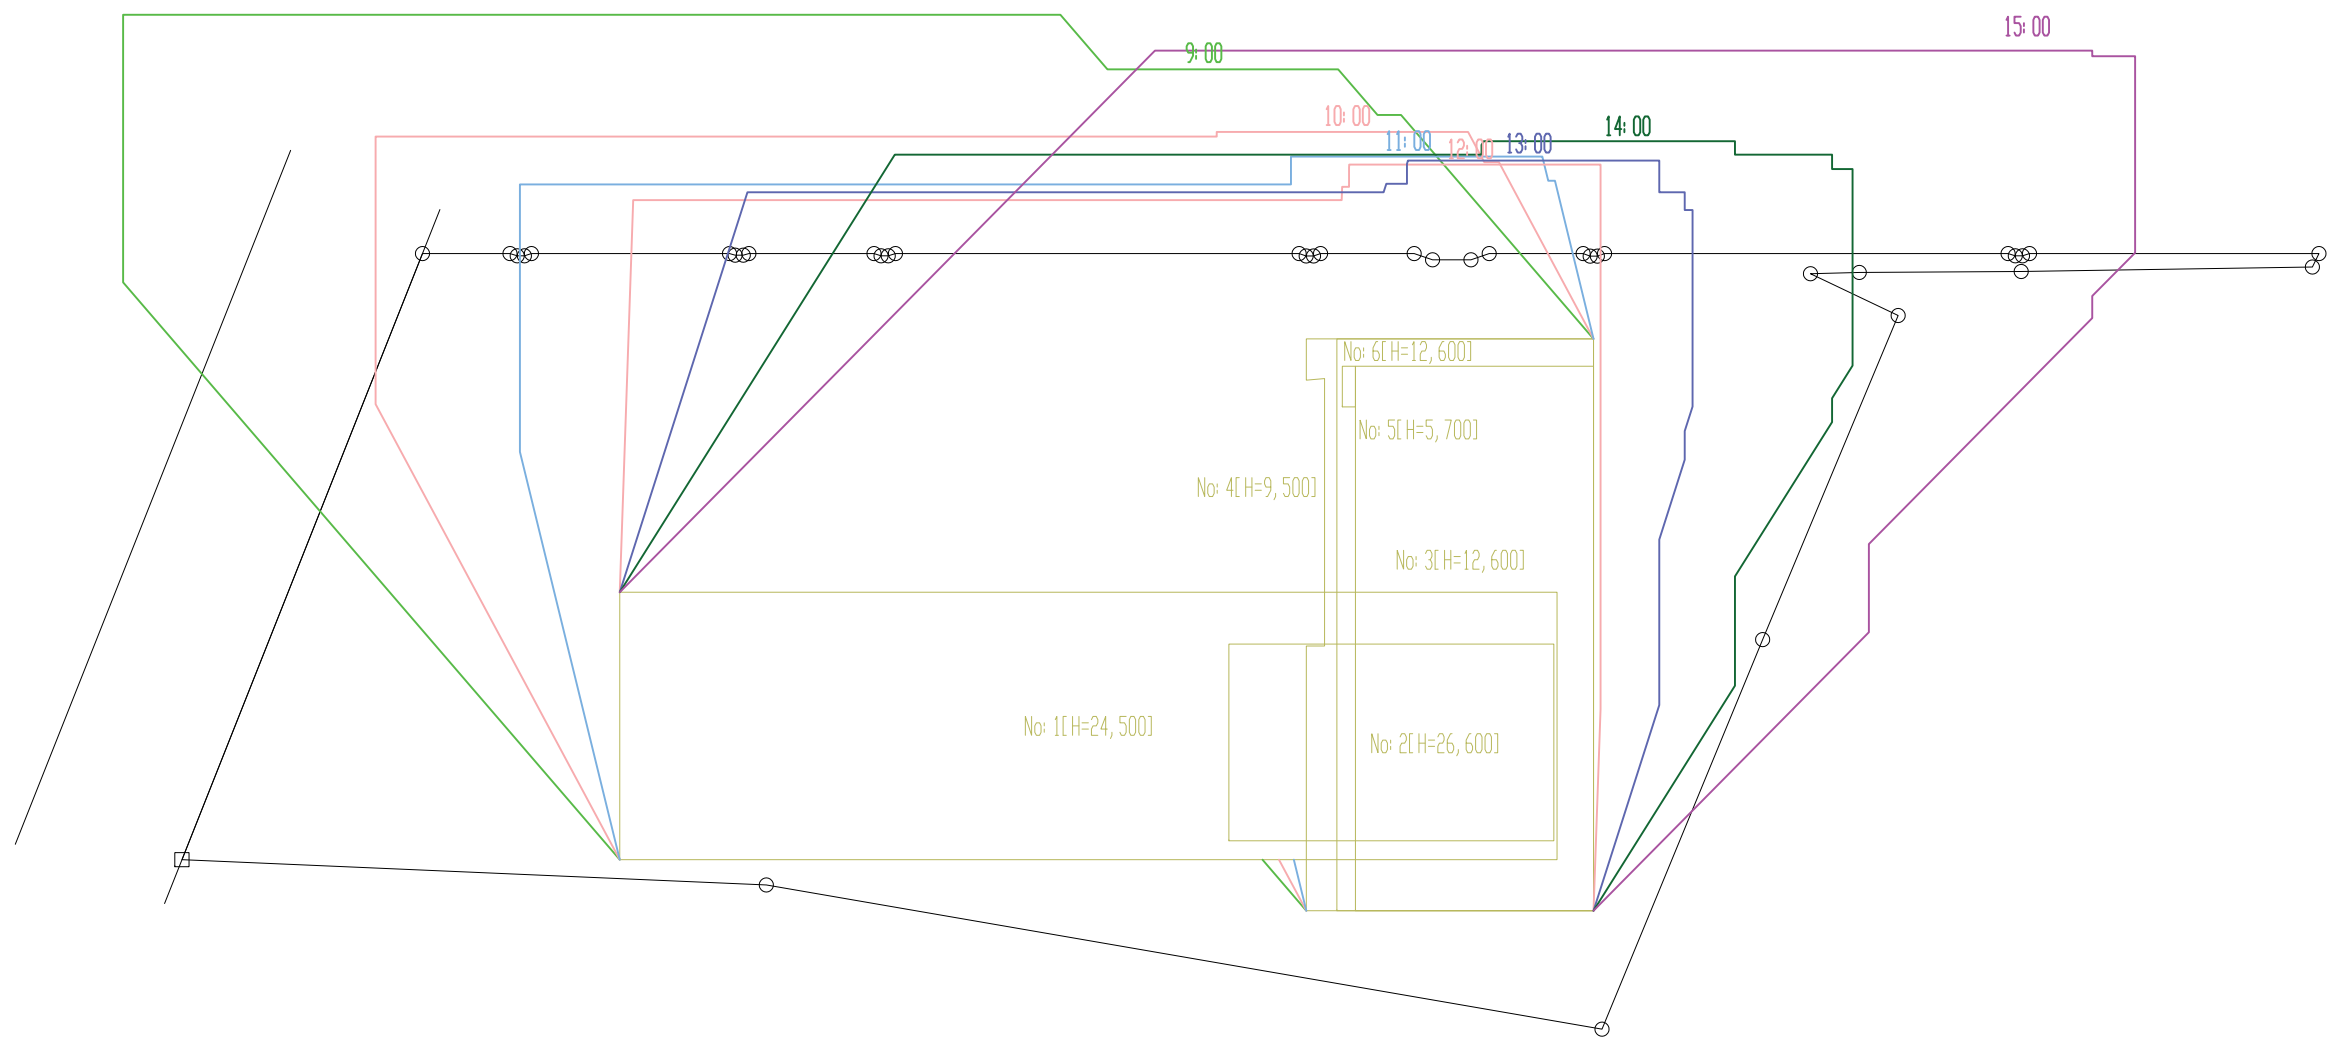 15:00
9:00
10:00
14:00
11:00
13:00
12:00
No: 6[H=12,600]
No: 5[H=5,700]
No: 4[H=9,500]
No: 3[H=12,600]
No: 1[H=24,500]
No: 2[H=26,600]